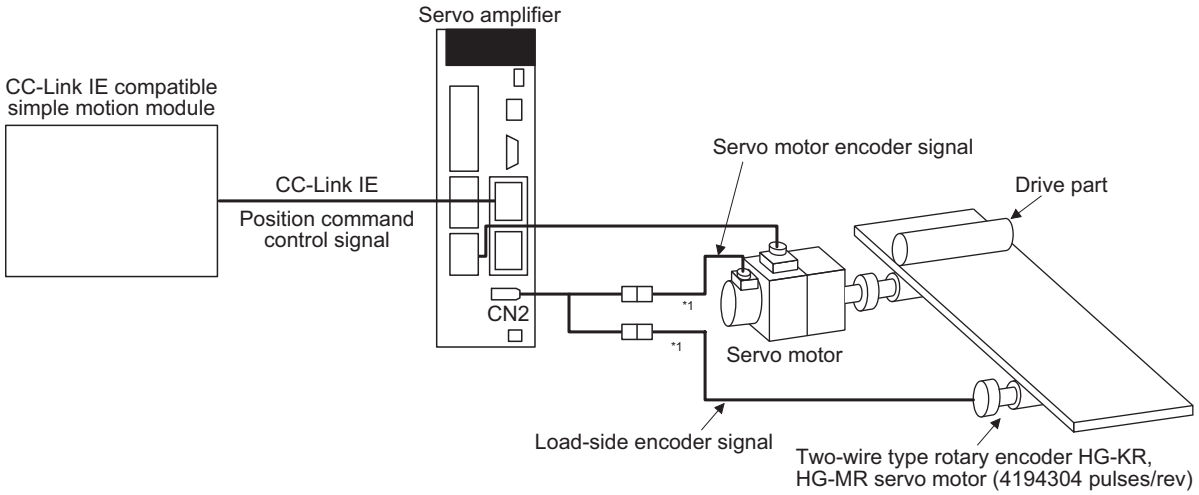 Servo amplifier
CC-Link IE compatible
simple motion module
Servo motor encoder signal
CC-Link IE
Drive part
Position command
control signal
CN2
*1
*1
Servo motor
Load-side encoder signal
Two-wire type rotary encoder HG-KR,
HG-MR servo motor (4194304 pulses/rev)